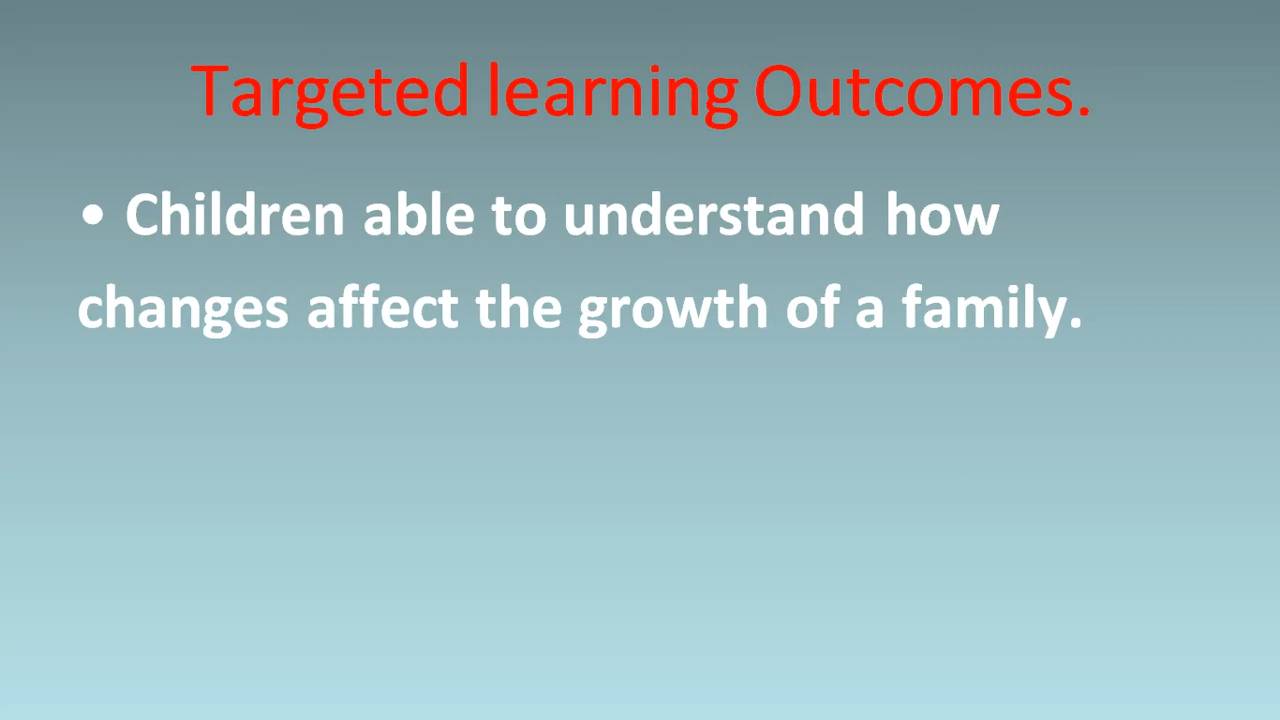 Targeted learning Outcomes.
• Children able to understand how
changes affect the growth of a family.